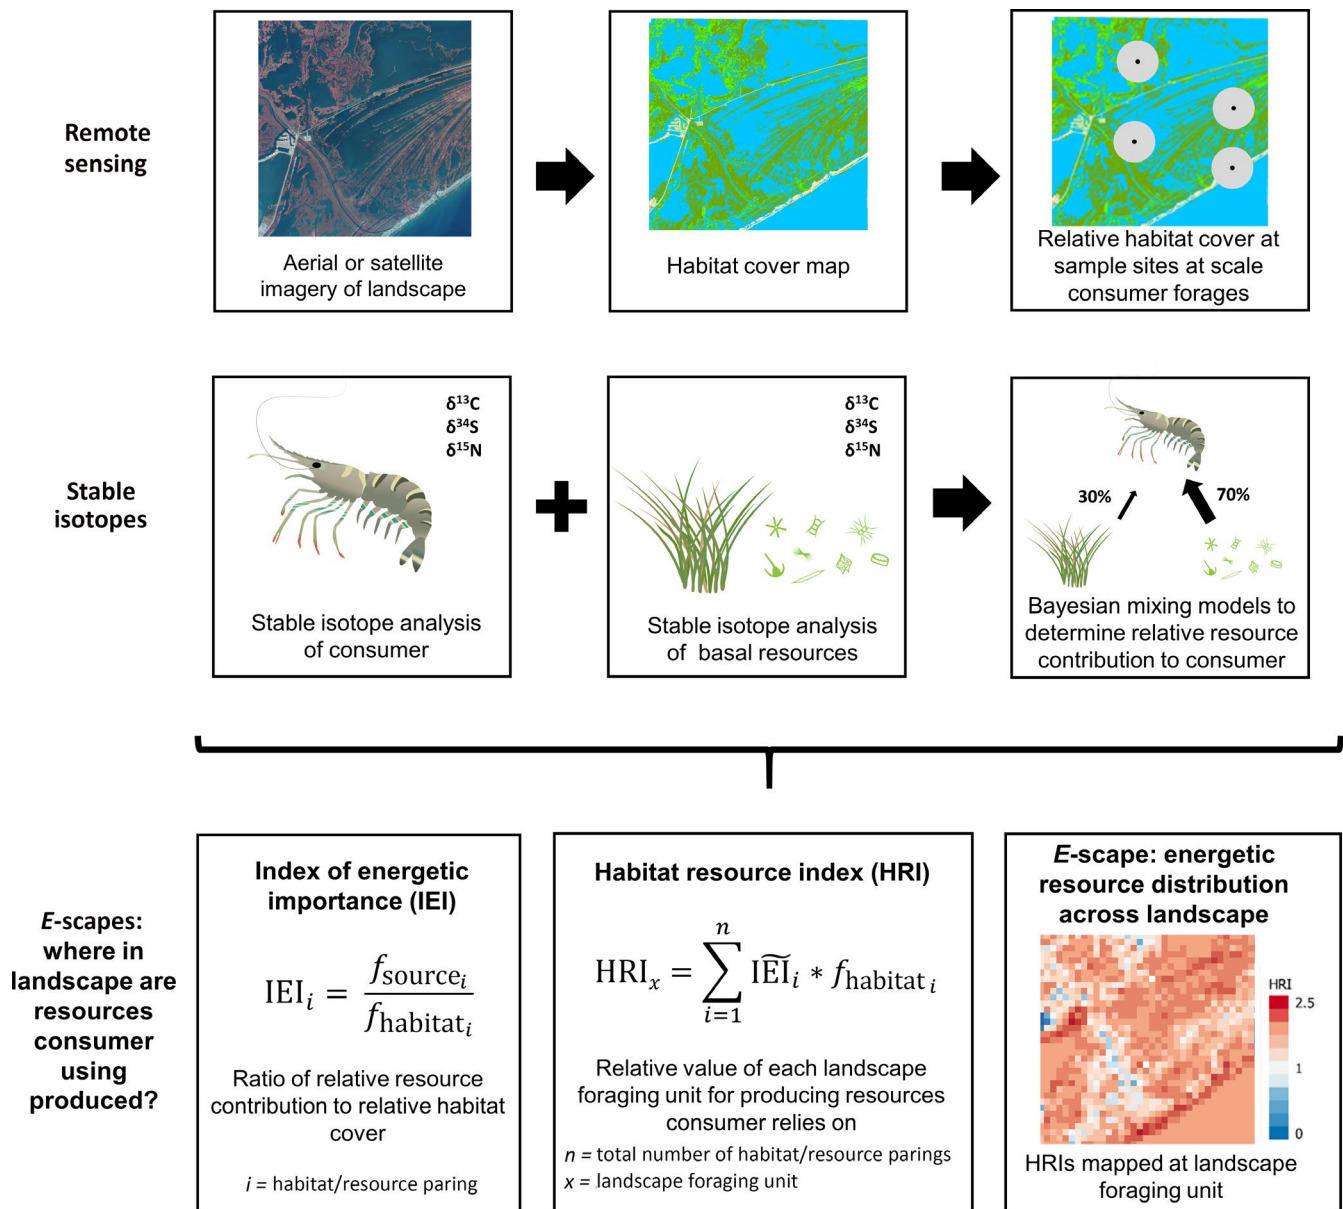 Remote
sensing
Aerial or satellite
imagery of landscape
Habitat cover map
Relative habitat cover at
sample sites at scale
consumer forages
Stable
isotopes
δ¹³C
δ³⁴S
δ¹⁵N
Stable isotope analysis
of consumer
δ¹³C
δ³⁴S
δ¹⁵N
Stable isotope analysis
of basal resources
30%
70%
Bayesian mixing models to
determine relative resource
contribution to consumer
E-scapes:
where in
landscape are
resources
consumer
using
produced?
Index of energetic
importance (IEI)
IEIᵢ = f_sourceᵢ / f_habitatᵢ
Ratio of relative resource
contribution to relative habitat
cover
i = habitat/resource paring
Habitat resource index (HRI)
HRIₓ = ∑ⁿᵢ₌₁ I͠EIᵢ * f_habitat ᵢ
Relative value of each landscape
foraging unit for producing resources
consumer relies on
n = total number of habitat/resource parings
x = landscape foraging unit
E-scape: energetic
resource distribution
across landscape
HRI
2.5
1
0
HRIs mapped at landscape
foraging unit